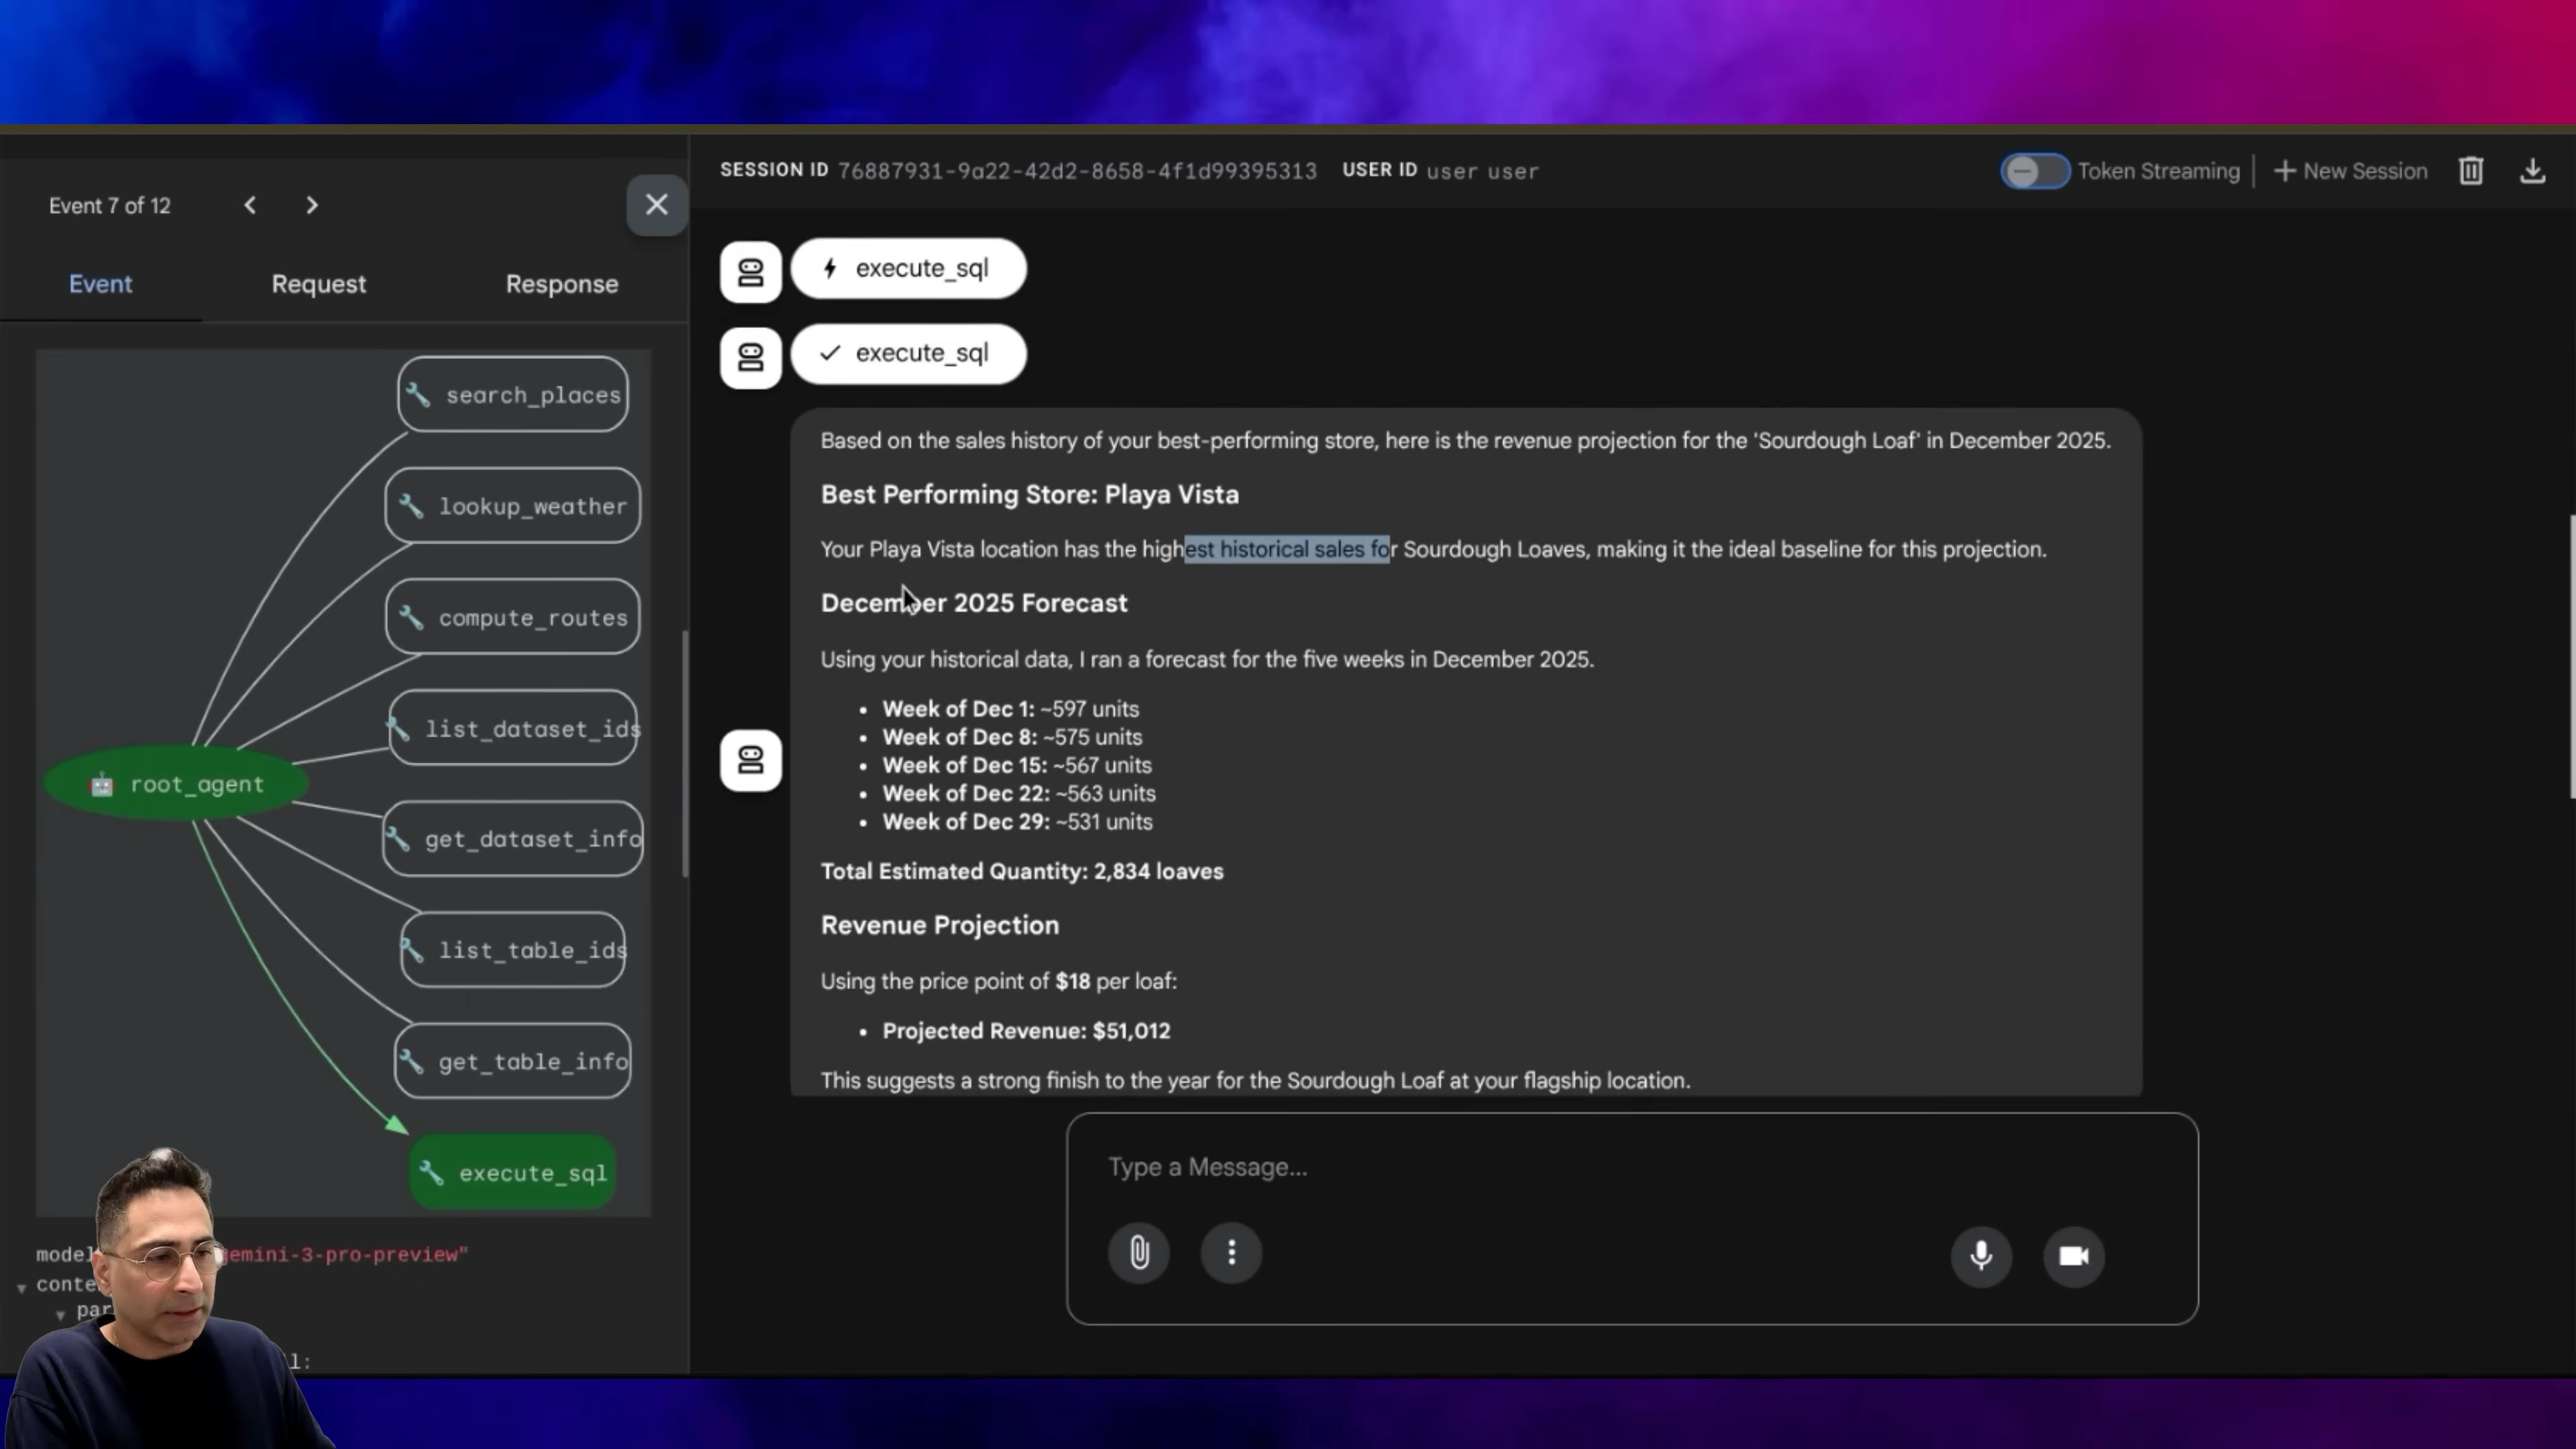 Event 7 of 12
Event Request Response
search_places
lookup_weather
compute_routes
list_dataset_ids
root_agent
get_dataset_info
list_table_ids
get_table_info
execute_sql
model
gemini-3-pro-preview"
conte
par
l:
SESSION ID 76887931-9a22-42d2-8658-4f1d99395313 USER ID user user
Token Streaming
New Session
execute_sql
execute_sql
Based on the sales history of your best-performing store, here is the revenue projection for the 'Sourdough Loaf' in December 2025.
Best Performing Store: Playa Vista
Your Playa Vista location has the highest historical sales for Sourdough Loaves, making it the ideal baseline for this projection.
December 2025 Forecast
Using your historical data, I ran a forecast for the five weeks in December 2025.
• Week of Dec 1: ~597 units
• Week of Dec 8: ~575 units
• Week of Dec 15: ~567 units
• Week of Dec 22: ~563 units
• Week of Dec 29: ~531 units
Total Estimated Quantity: 2,834 loaves
Revenue Projection
Using the price point of $18 per loaf:
• Projected Revenue: $51,012
This suggests a strong finish to the year for the Sourdough Loaf at your flagship location.
Type a Message...